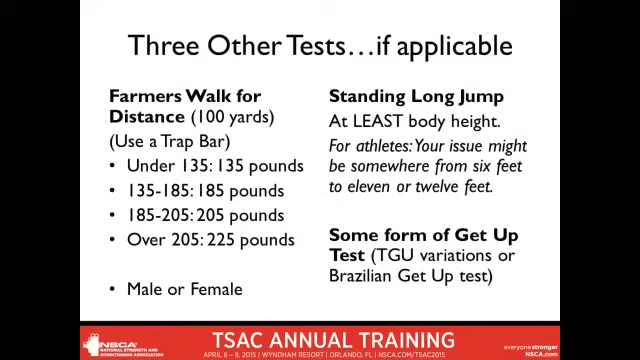 Three Other Tests…if applicable
Farmers Walk for
Distance (100 yards)
(Use a Trap Bar)
• Under 135: 135 pounds
• 135-185: 185 pounds
• 185-205: 205 pounds
• Over 205: 225 pounds
• Male or Female
Standing Long Jump
At LEAST body height.
For athletes: Your issue might
be somewhere from six feet
to eleven or twelve feet.
Some form of Get Up
Test (TGU variations or
Brazilian Get Up test)
NSCA
NATIONAL STRENGTH AND
CONDITIONING ASSOCIATION
TSAC ANNUAL TRAINING
APRIL 6 – 9, 2015 | WYNDHAM RESORT | ORLANDO, FL | NSCA.COM/TSAC2015
everyone stronger
NSCA.com